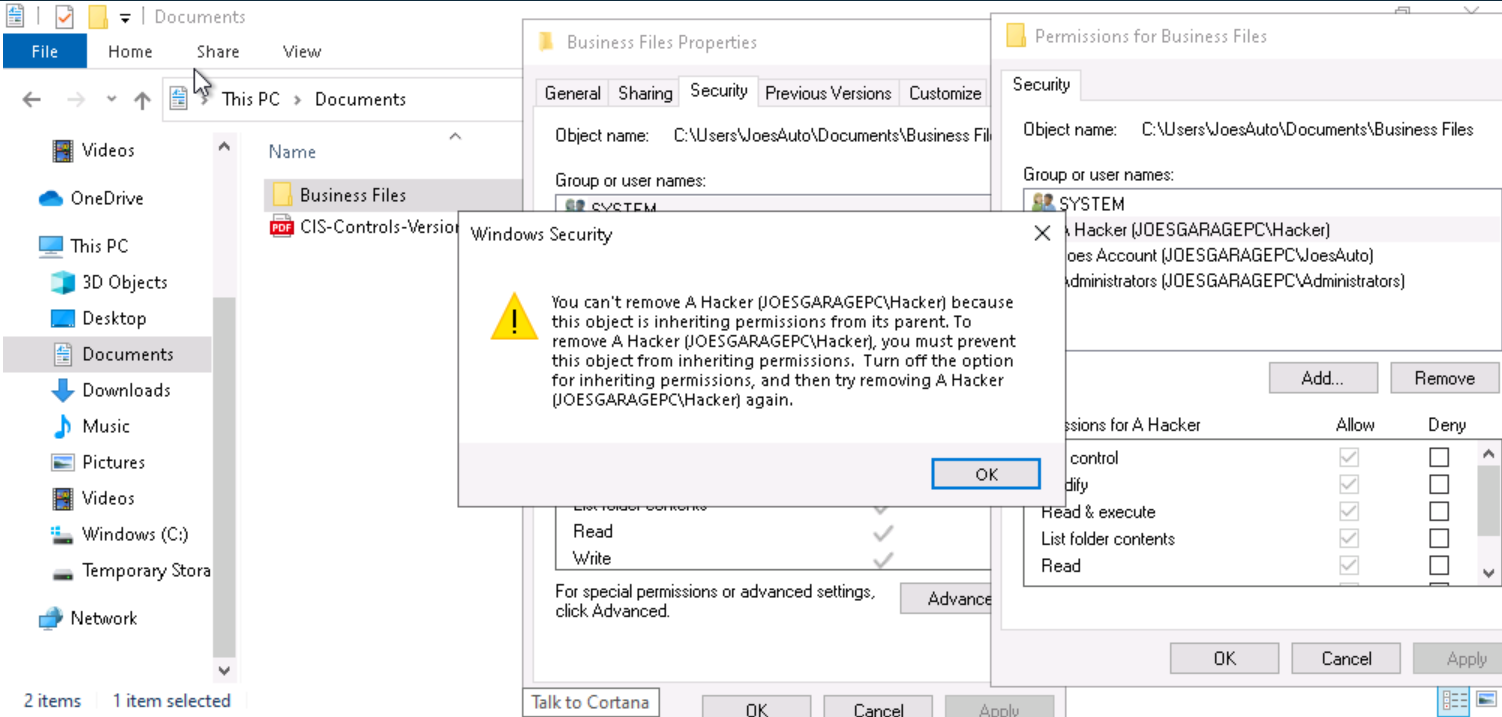 Documents
File Home Share View
This PC > Documents
Videos
OneDrive
This PC
3D Objects
Desktop
Documents
Downloads
Music
Pictures
Videos
Windows (C:)
Temporary Stora
Network
2 items 1 item selected
Name
Business Files
CIS-Controls-Version
Business Files Properties
General Sharing Security Previous Versions Customize
Object name: C:\Users\JoesAuto\Documents\Business Fil
Group or user names:
SYSTEM
List folder contents
Read
Write
For special permissions or advanced settings,
click Advanced.
Advance
Talk to Cortana
OK Cancel Apply
Windows Security
You can't remove A Hacker (JOESGARAGEPC\Hacker) because
this object is inheriting permissions from its parent. To
remove A Hacker (JOESGARAGEPC\Hacker), you must prevent
this object from inheriting permissions. Turn off the option
for inheriting permissions, and then try removing A Hacker
(JOESGARAGEPC\Hacker) again.
OK
Permissions for Business Files
Security
Object name: C:\Users\JoesAuto\Documents\Business Files
Group or user names:
SYSTEM
A Hacker (JOESGARAGEPC\Hacker)
oes Account (JOESGARAGEPC\JoesAuto)
Administrators (JOESGARAGEPC\Administrators)
Add... Remove
ssions for A Hacker Allow Deny
control
dify
Read & execute
List folder contents
Read
OK Cancel Apply